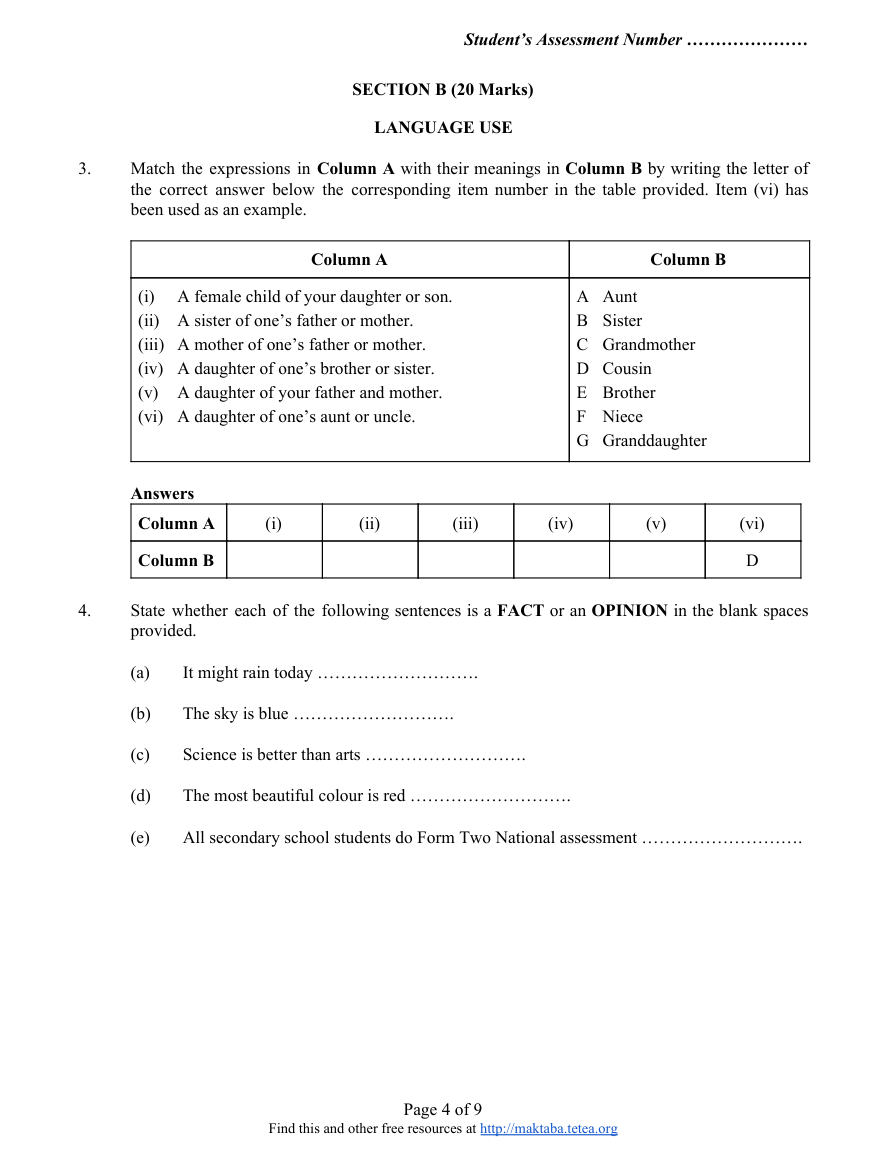 Student’s Assessment Number …………………
SECTION B (20 Marks)
LANGUAGE USE
3. Match the expressions in Column A with their meanings in Column B by writing the letter of
the correct answer below the corresponding item number in the table provided. Item (vi) has
been used as an example.
Column A Column B
(i) A female child of your daughter or son. A Aunt
(ii) A sister of one’s father or mother. B Sister
(iii) A mother of one’s father or mother. C Grandmother
(iv) A daughter of one’s brother or sister. D Cousin
(v) A daughter of your father and mother. E Brother
(vi) A daughter of one’s aunt or uncle. F Niece
G Granddaughter
Answers
Column A (i) (ii) (iii) (iv) (v) (vi)
Column B D
4. State whether each of the following sentences is a FACT or an OPINION in the blank spaces
provided.
(a) It might rain today ……………………….
(b) The sky is blue ……………………….
(c) Science is better than arts ……………………….
(d) The most beautiful colour is red ……………………….
(e) All secondary school students do Form Two National assessment ……………………….
Page 4 of 9
Find this and other free resources at http://maktaba.tetea.org